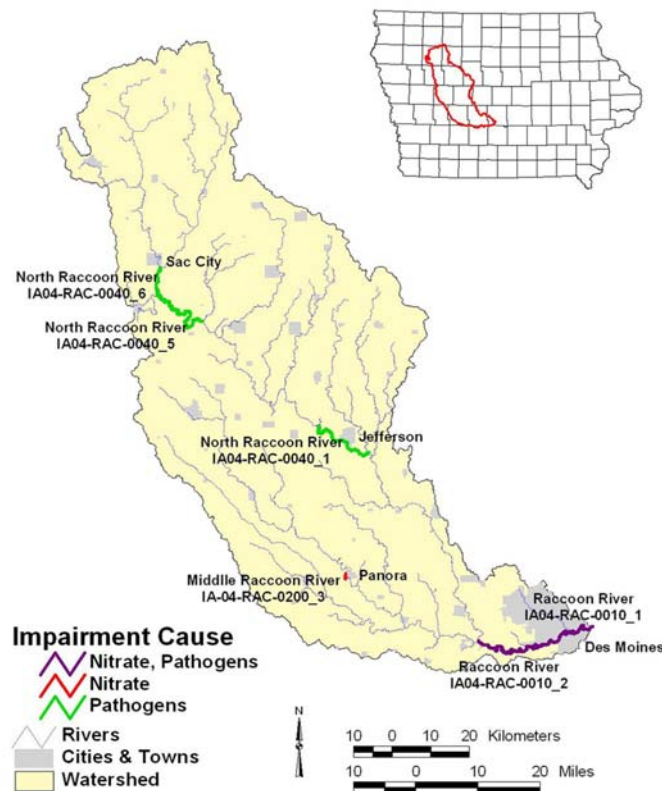 Sac City
North Raccoon River
IA04-RAC-0040_6
North Raccoon River
IA04-RAC-0040_5
Jefferson
North Raccoon River
IA04-RAC-0040_1
Panora
Middlle Raccoon River
IA-04-RAC-0200_3
Raccoon River
IA04-RAC-0010_1
Des Moines
Raccoon River
IA04-RAC-0010_2
Impairment Cause
Nitrate, Pathogens
Nitrate
Pathogens
Rivers
Cities & Towns
Watershed
N
10 0 10 20 Kilometers
10 0 10 20 Miles